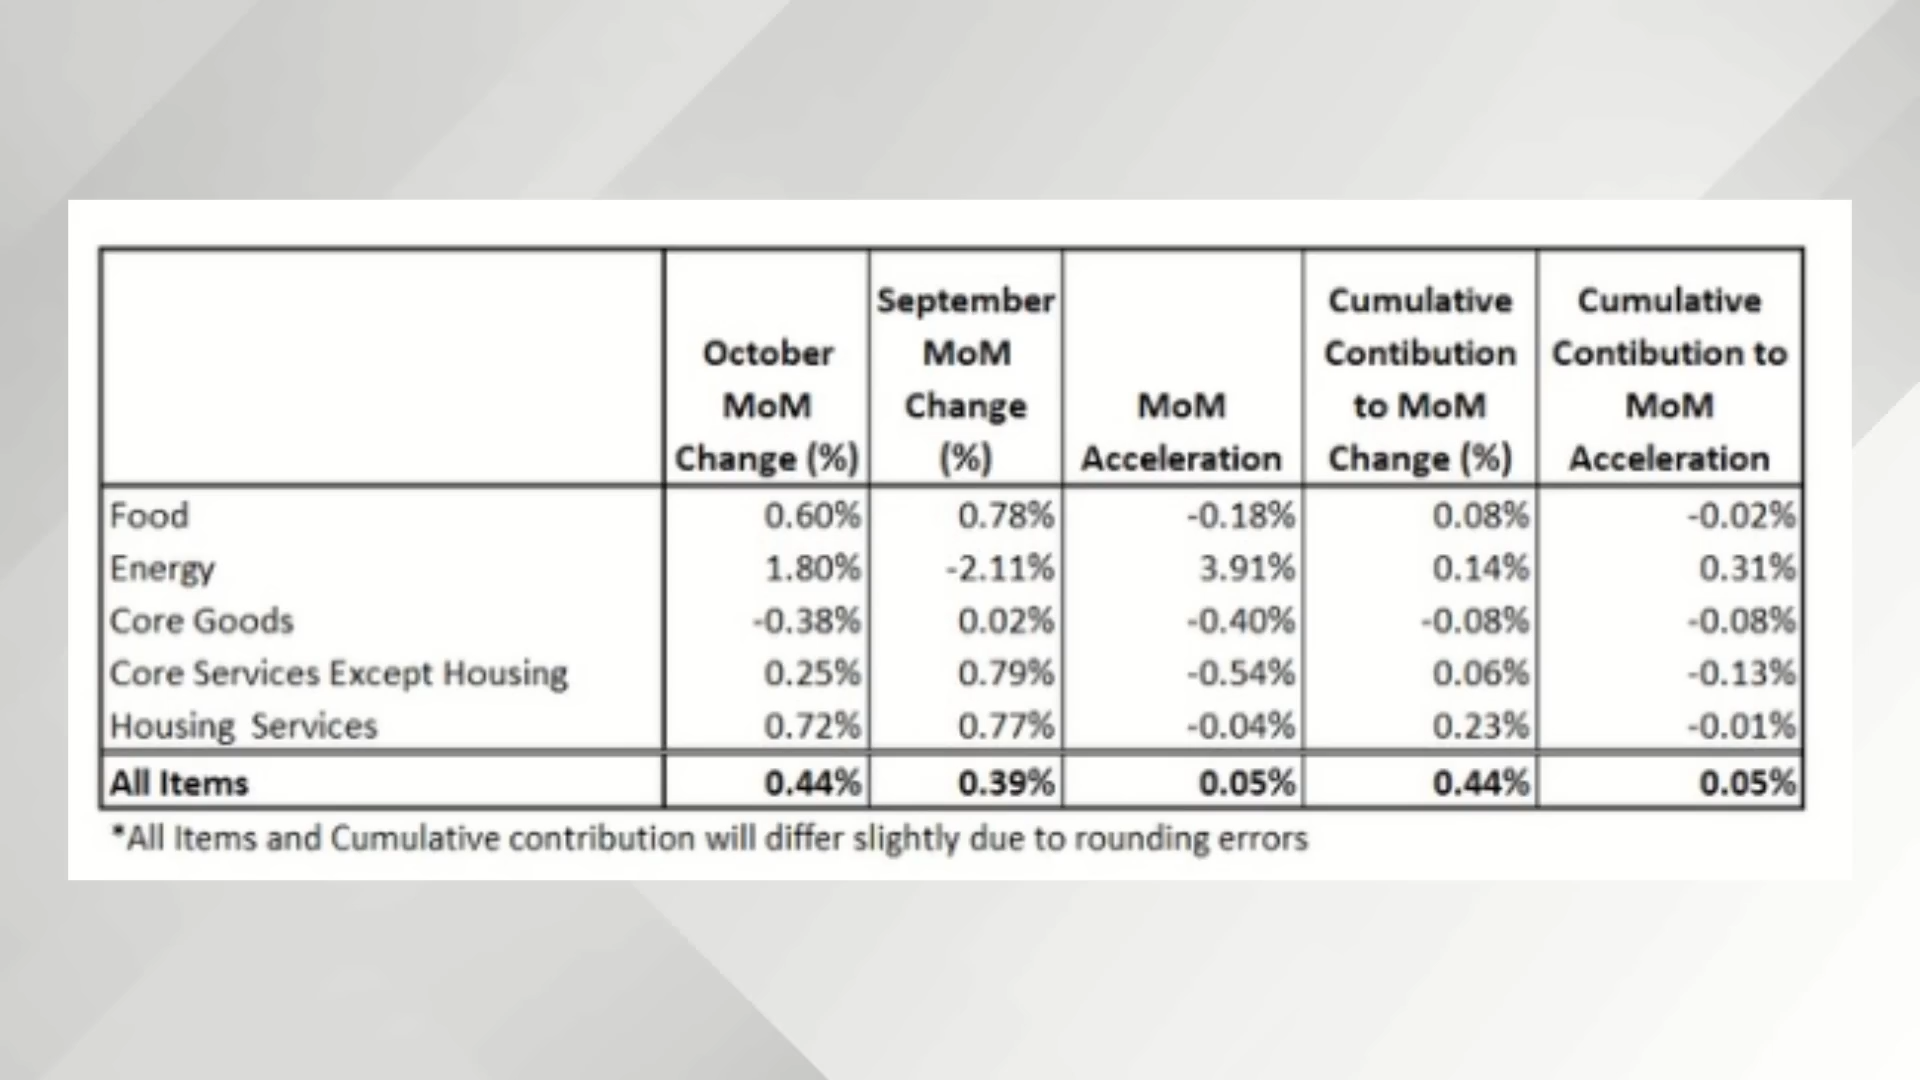 October MoM Change (%) September MoM Change (%) MoM Acceleration Cumulative Contibution to MoM Change (%) Cumulative Contibution to MoM Acceleration
Food 0.60% 0.78% -0.18% 0.08% -0.02%
Energy 1.80% -2.11% 3.91% 0.14% 0.31%
Core Goods -0.38% 0.02% -0.40% -0.08% -0.08%
Core Services Except Housing 0.25% 0.79% -0.54% 0.06% -0.13%
Housing Services 0.72% 0.77% -0.04% 0.23% -0.01%
All Items 0.44% 0.39% 0.05% 0.44% 0.05%
*All Items and Cumulative contribution will differ slightly due to rounding errors